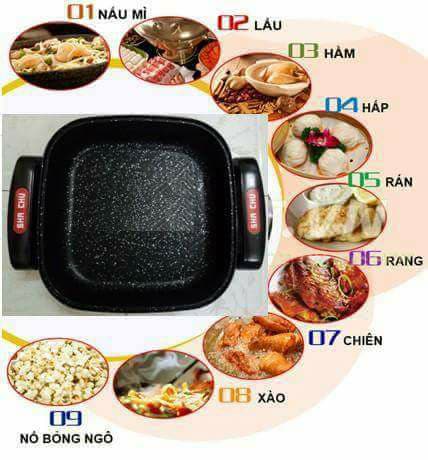 01 NẤU MÌ
02 LẨU
03 HẦM
04 HẤP
05 RÁN
06 RANG
07 CHIÊN
08 XÀO
09
NỔ BỎNG NGÔ
SHA CHU
SHA CHU
.VN